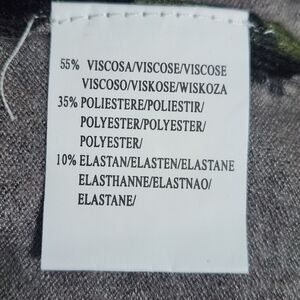 55% VISCOSA/VISCOSE/VISCOSE
VISCOSO/VISKOSE/WISKOZA
35% POLIESTERE/POLIESTIR/
POLYESTER/POLYESTER/
POLYESTER/
10% ELASTAN/ELASTEN/ELASTANE
ELASTHANNE/ELASTNAO/
ELASTANE/